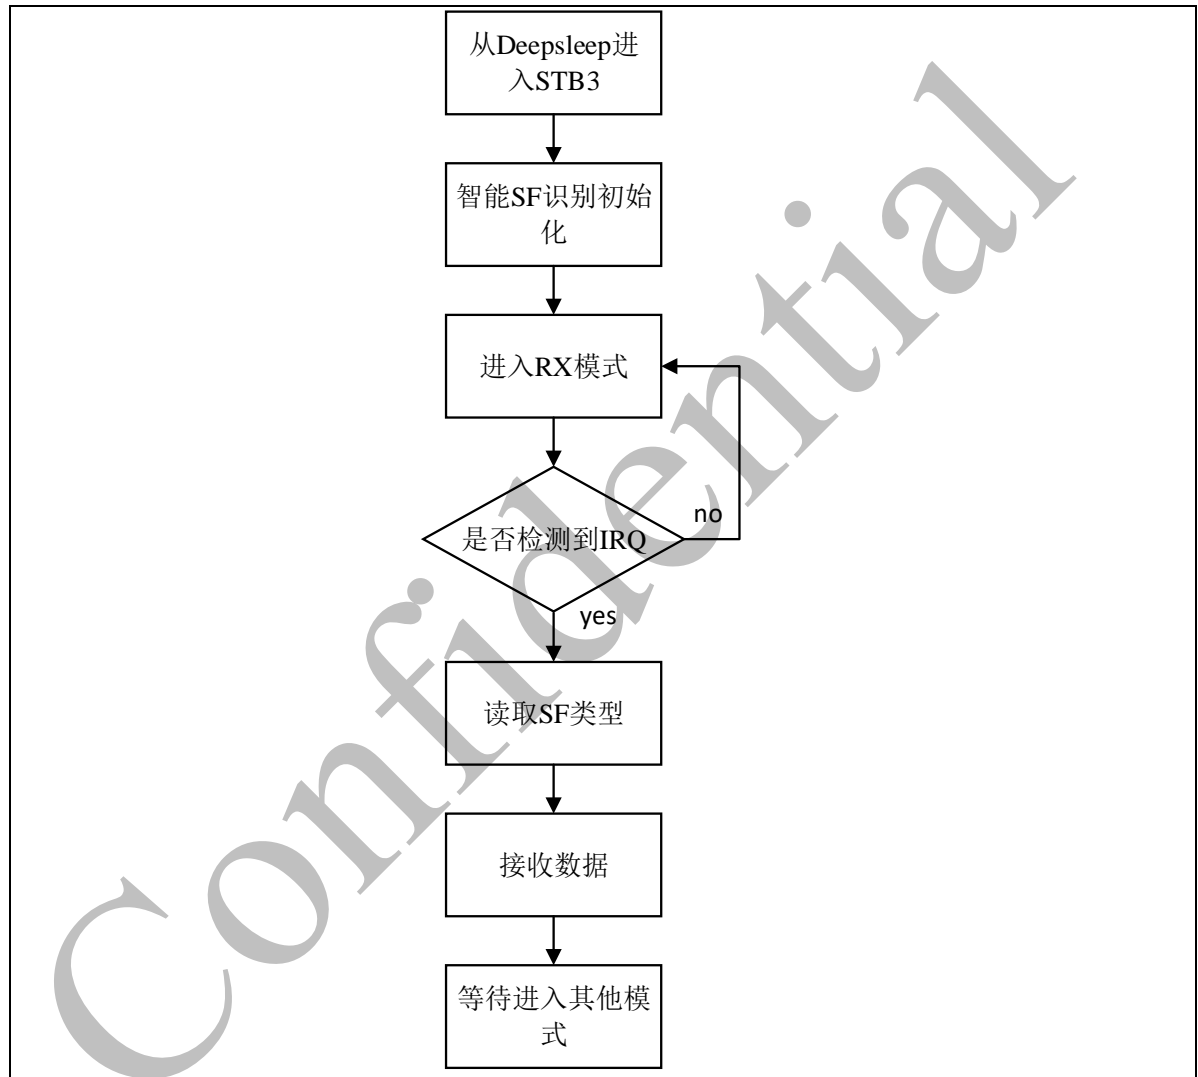 从Deepsleep进
入STB3
智能SF识别初始
化
进入RX模式
是否检测到IRQ
no
yes
读取SF类型
接收数据
等待进入其他模
式
Confidential